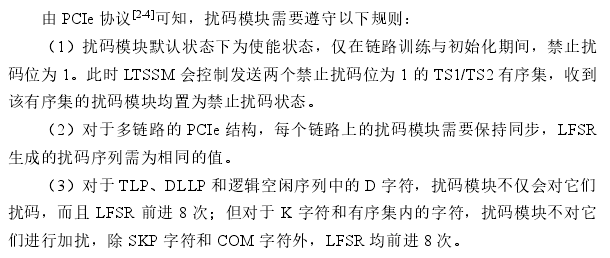 由 PCIe 协议[2-4]可知，扰码模块需要遵守以下规则：
（1）扰码模块默认状态下为使能状态，仅在链路训练与初始化期间，禁止扰
码位为 1。此时 LTSSM 会控制发送两个禁止扰码位为 1 的 TS1/TS2 有序集，收到
该有序集的扰码模块均置为禁止扰码状态。
（2）对于多链路的 PCIe 结构，每个链路上的扰码模块需要保持同步，LFSR
生成的扰码序列需为相同的值。
（3）对于 TLP、DLLP 和逻辑空闲序列中的 D 字符，扰码模块不仅会对它们
扰码，而且 LFSR 前进 8 次；但对于 K 字符和有序集内的字符，扰码模块不对它
们进行加扰，除 SKP 字符和 COM 字符外，LFSR 均前进 8 次。